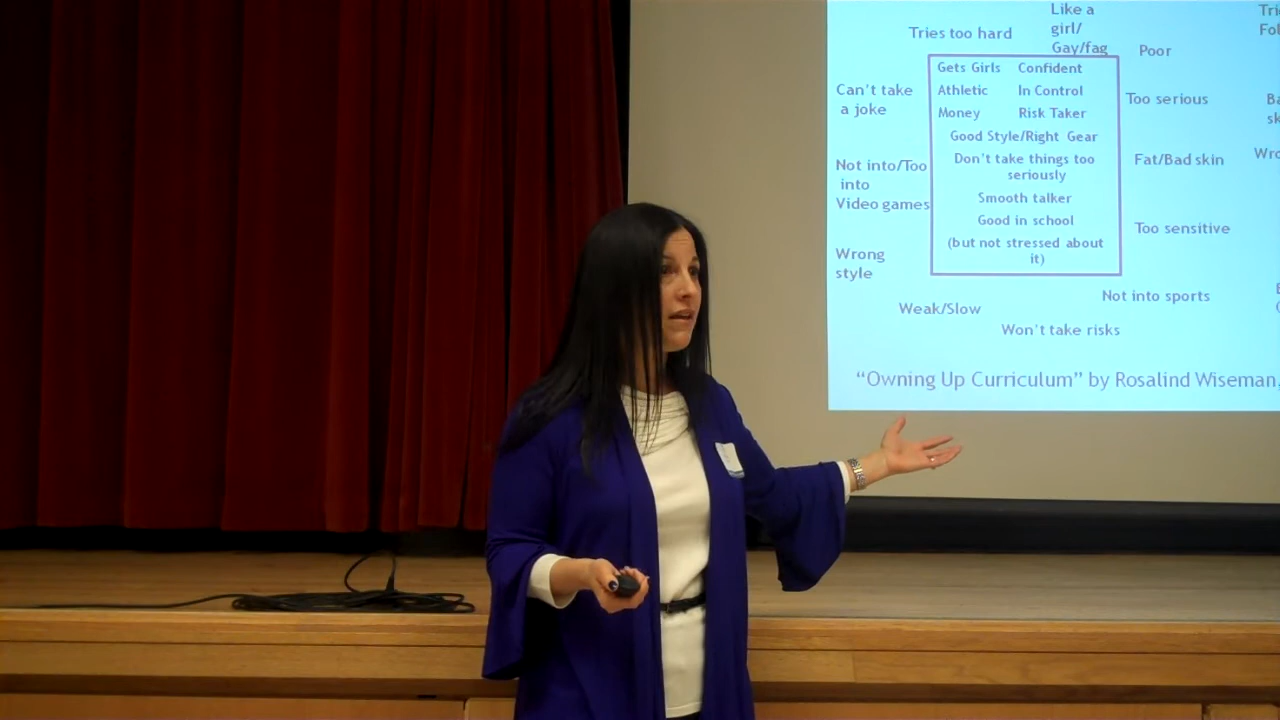 Like a
girl/
Gay/fag
Tries too hard
Poor
Gets Girls Confident
Can't take
a joke
Athletic In Control
Money Risk Taker
Too serious
Good Style/Right Gear
Not into/Too
into
Video games
Don't take things too
seriously
Fat/Bad skin
Smooth talker
Good in school
(but not stressed about
it)
Too sensitive
Wrong
style
Weak/Slow
Not into sports
Won't take risks
"Owning Up Curriculum" by Rosalind Wiseman,